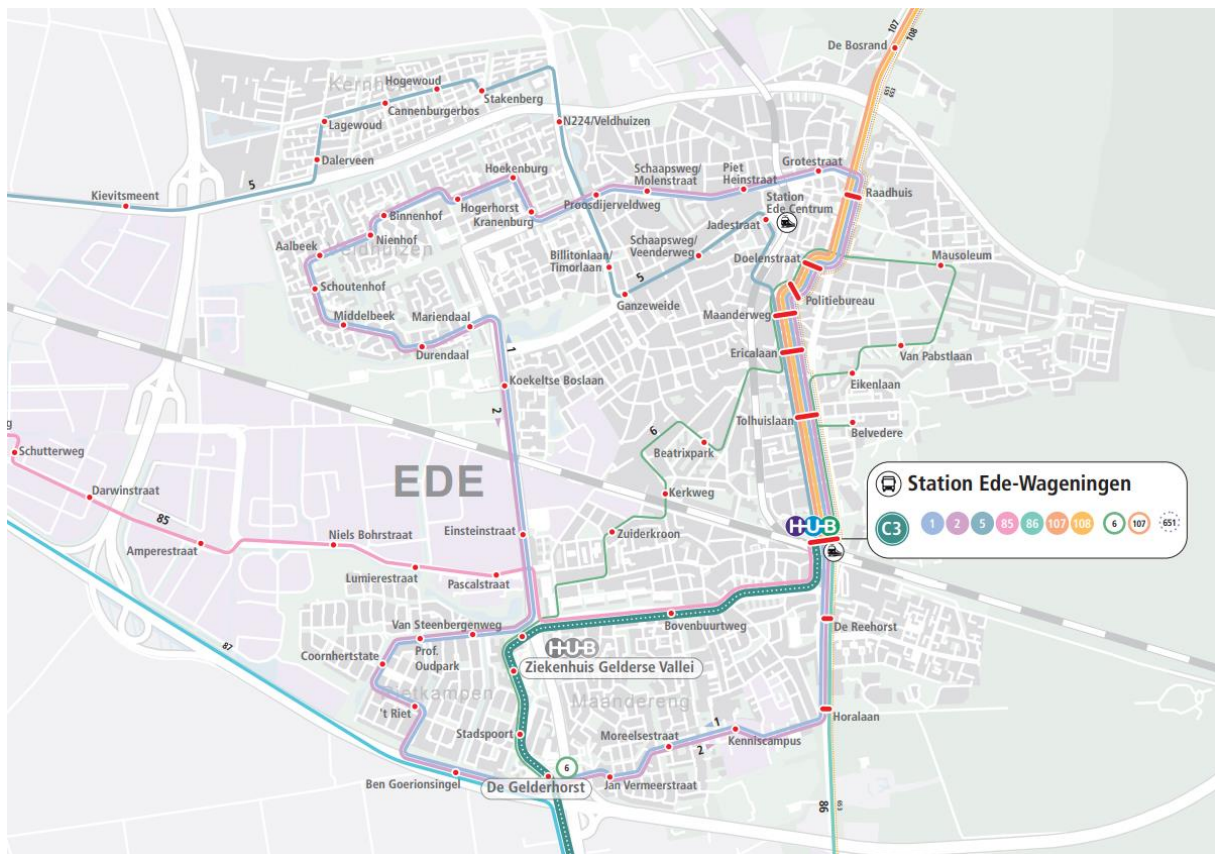 107
108
De Bosrand
651
653
Kernhem
Hogewoud
Stakenberg
Cannenburgerbos
Lagewoud
N224/Veldhuizen
Dalerveen
Kievitsmeent
5
Hoekenburg
Schaapsweg/
Molenstraat
Piet
Heinstraat
Grotestraat
Raadhuis
Proosdijerveldweg
Hogerhorst
Kranenburg
Binnenhof
Nienhof
Aalbeek
Veldhuizen
Station
Ede Centrum
Jadestraat
Schaapsweg/
Veenderweg
Billitonlaan/
Timorlaan
5
Ganzeweide
Doelenstraat
Mausoleum
Politiebureau
Maanderweg
Schoutenhof
Middelbeek
Mariendaal
Durendaal
1
Ericalaan
Van Pabstlaan
Eikenlaan
Koekeltse Boslaan
2
Tolhuislaan
Belvedere
6
Beatrixpark
Kerkweg
EDE
g
Schutterweg
Darwinstraat
85
Amperestraat
Niels Bohrstraat
Lumierestraat
Pascalstraat
Einsteinstraat
Zuiderkroon
H-U-B
Station Ede-Wageningen
C3 1 2 5 85 86 107 108 6 107 651
Bovenbuurtweg
De Reehorst
87
Van Steenbergenweg
Prof.
Oudpark
Coornhertstate
H-U-B
Ziekenhuis Gelderse Vallei
Rietkampen
Maandereng
't Riet
Stadspoort
Horalaan
1
2
Moreelsestraat
Kenniscampus
6
Ben Goerionsingel
De Gelderhorst
Jan Vermeerstraat
86
653